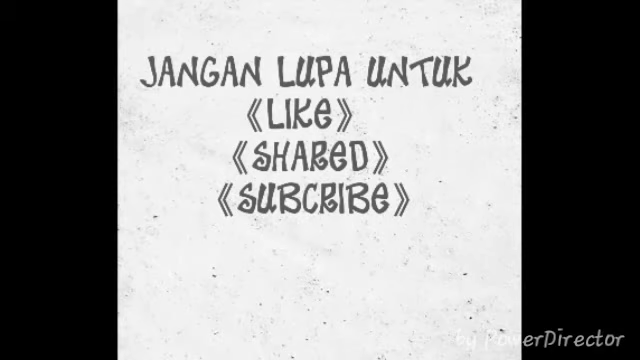 JANGAN LUPA UNTUK
《LIKE》
《SHARED》
《SUBCRIBE》
by PowerDirector